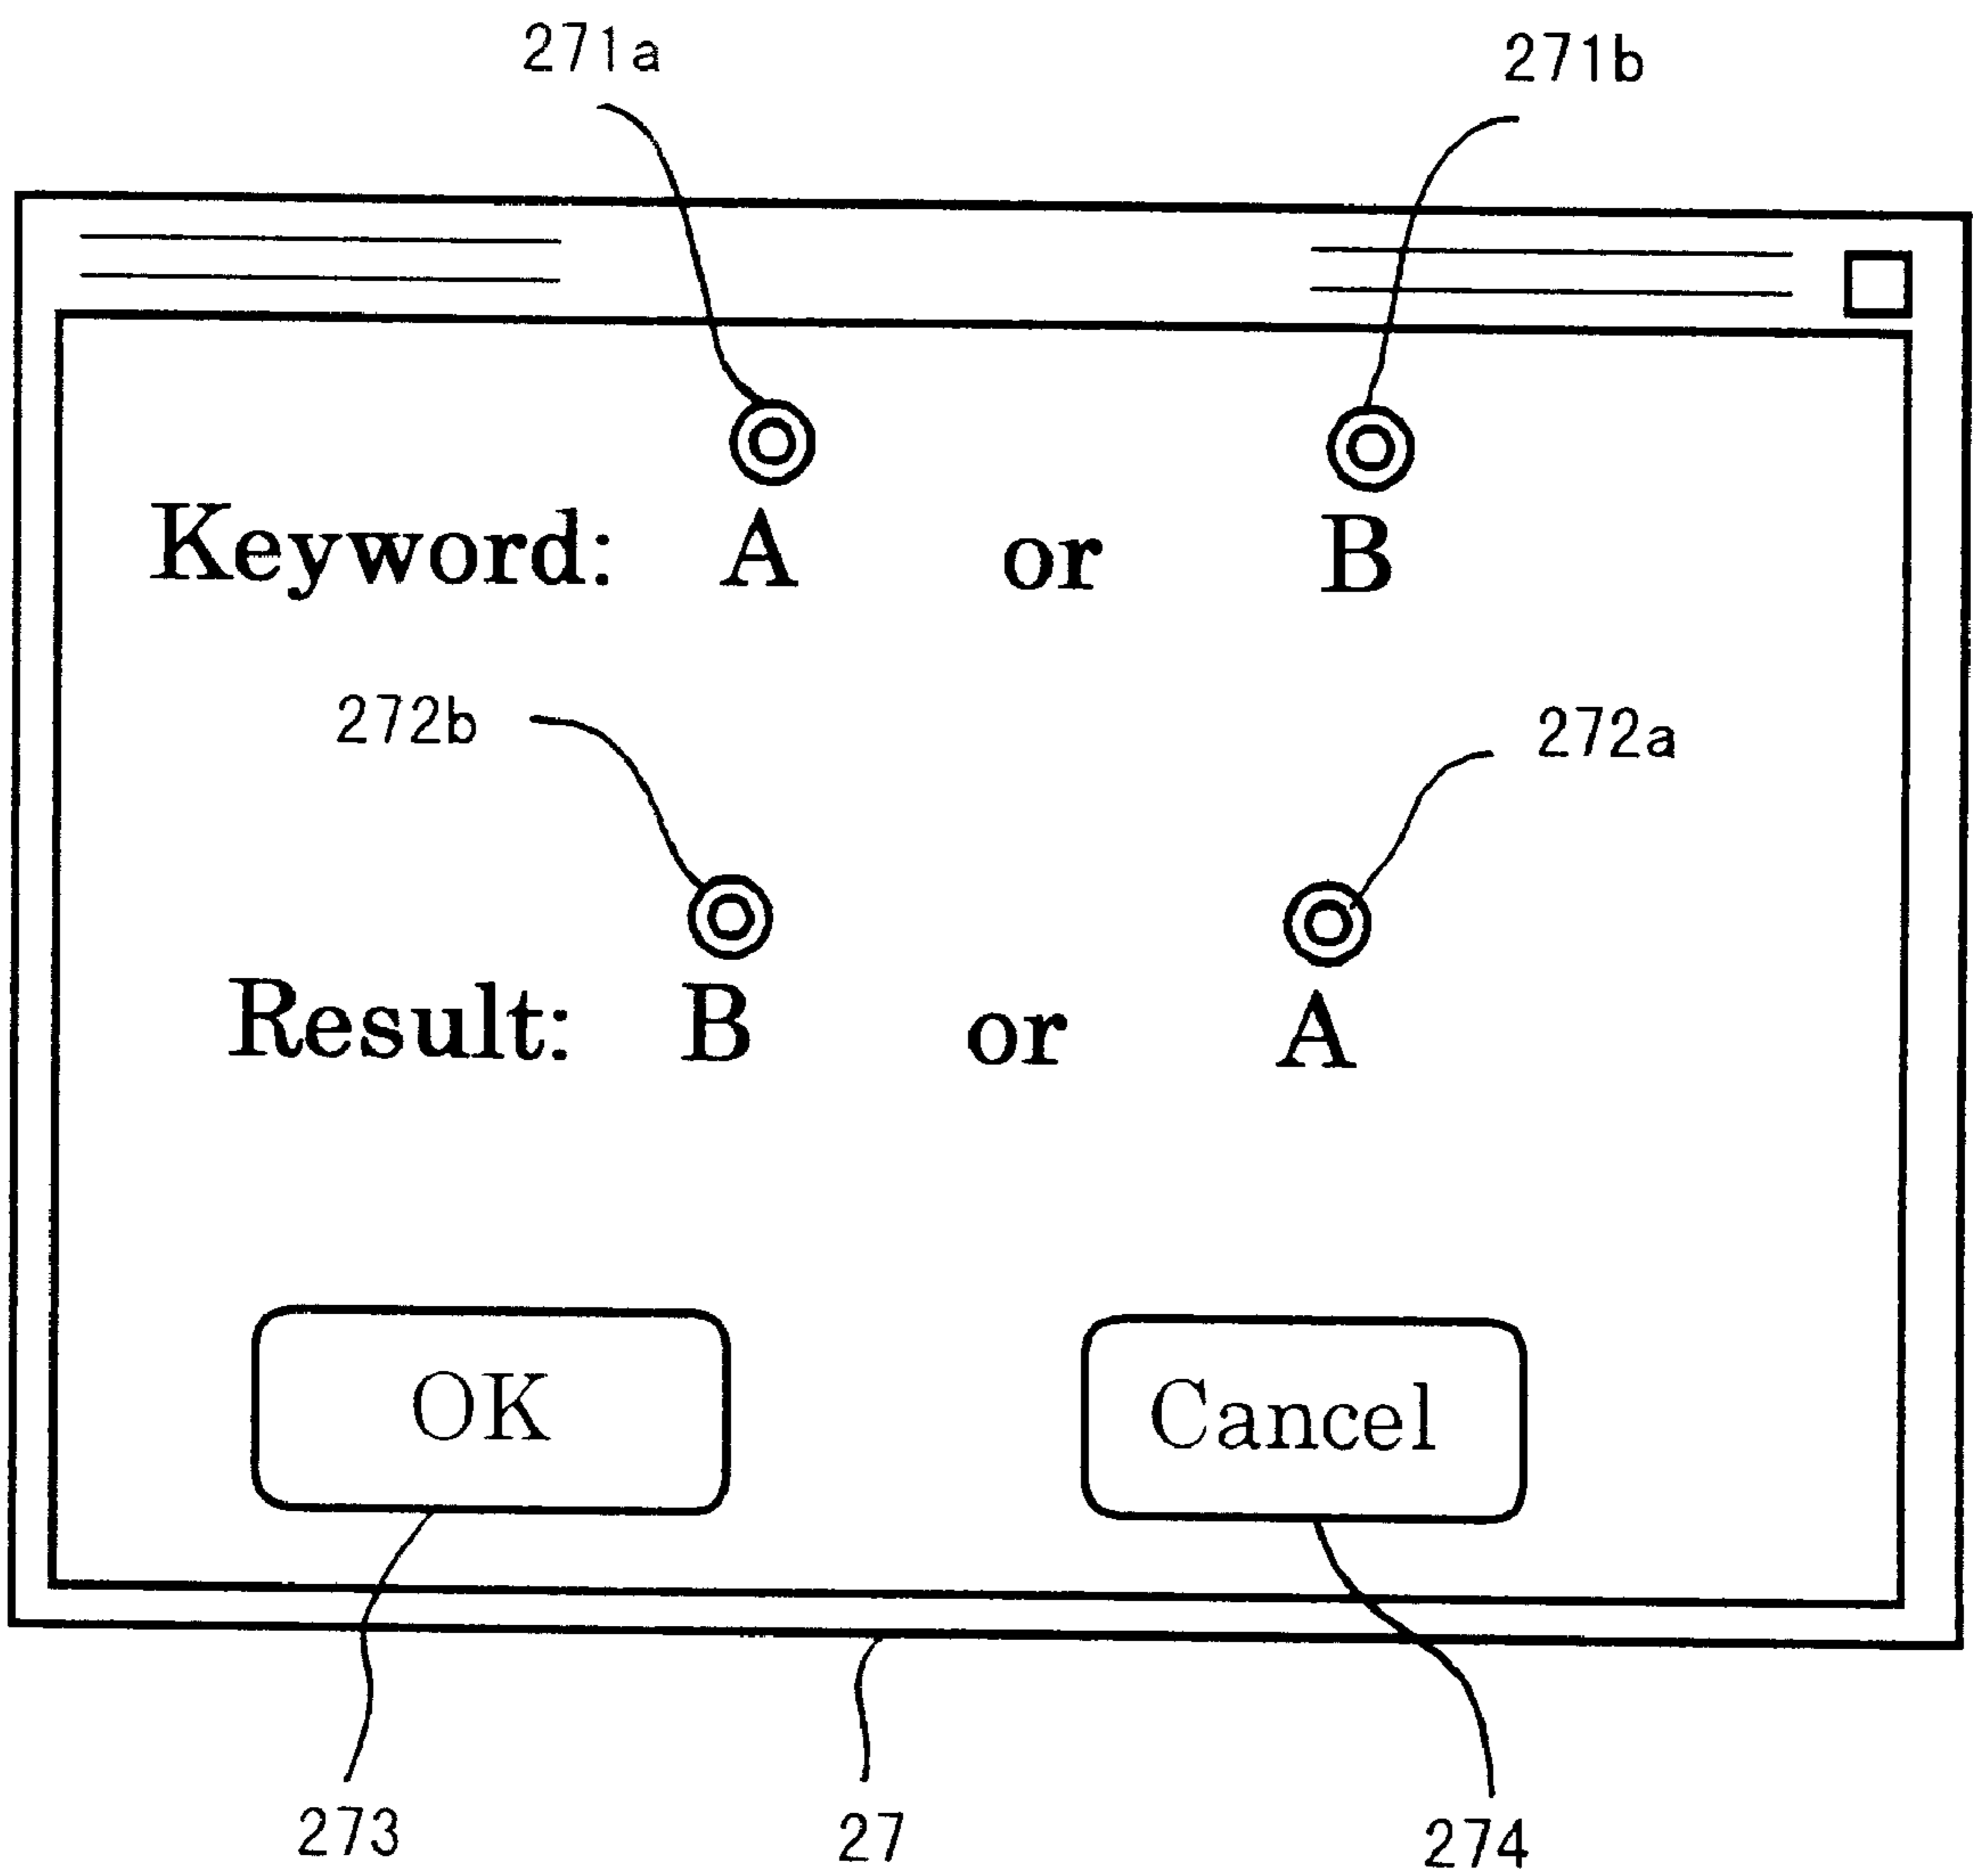 271a 271b
Keyword: A or B
272b 272a
Result: B or A
OK Cancel
273 27 274